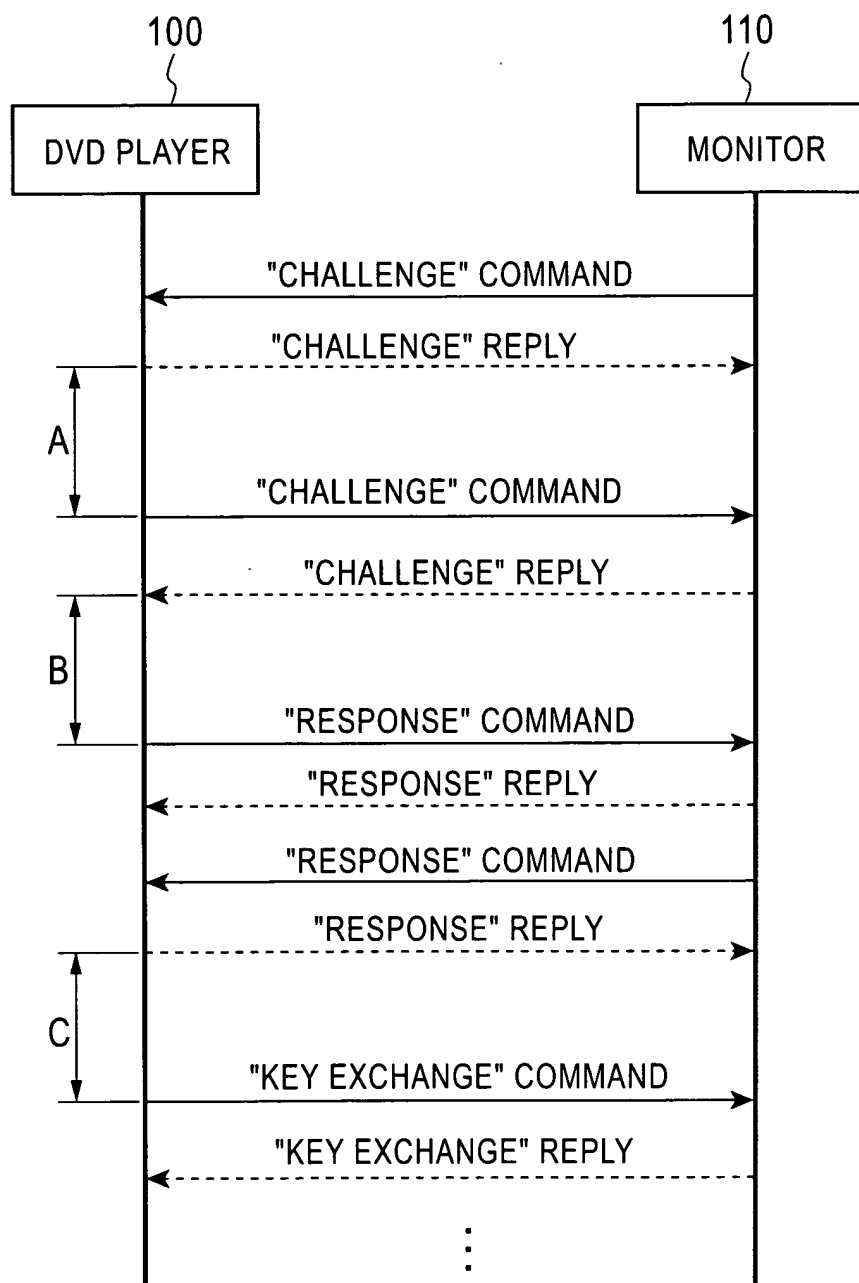 100
110
DVD PLAYER
MONITOR
"CHALLENGE" COMMAND
"CHALLENGE" REPLY
A
"CHALLENGE" COMMAND
"CHALLENGE" REPLY
B
"RESPONSE" COMMAND
"RESPONSE" REPLY
"RESPONSE" COMMAND
"RESPONSE" REPLY
C
"KEY EXCHANGE" COMMAND
"KEY EXCHANGE" REPLY